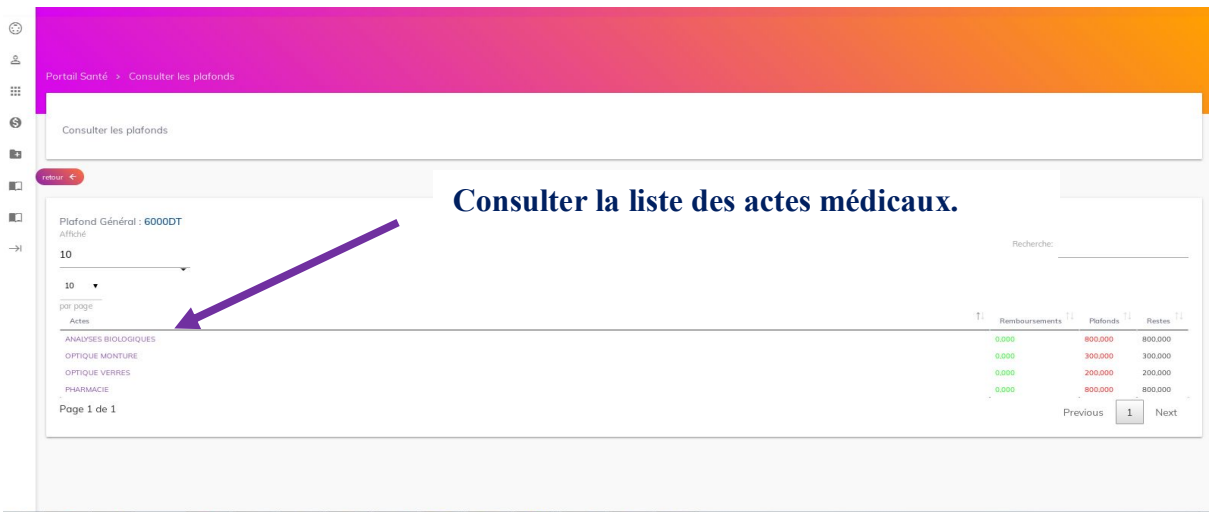 Portail Santé > Consulter les plafonds
Consulter les plafonds
retour ←
Consulter la liste des actes médicaux.
Plafond Général : 6000DT
Affiché
10
Recherche:
10
par page
Actes Remboursements Plafonds Restes
ANALYSES BIOLOGIQUES 0,000 800,000 800,000
OPTIQUE MONTURE 0,000 300,000 300,000
OPTIQUE VERRES 0,000 200,000 200,000
PHARMACIE 0,000 800,000 800,000
Page 1 de 1
Previous 1 Next